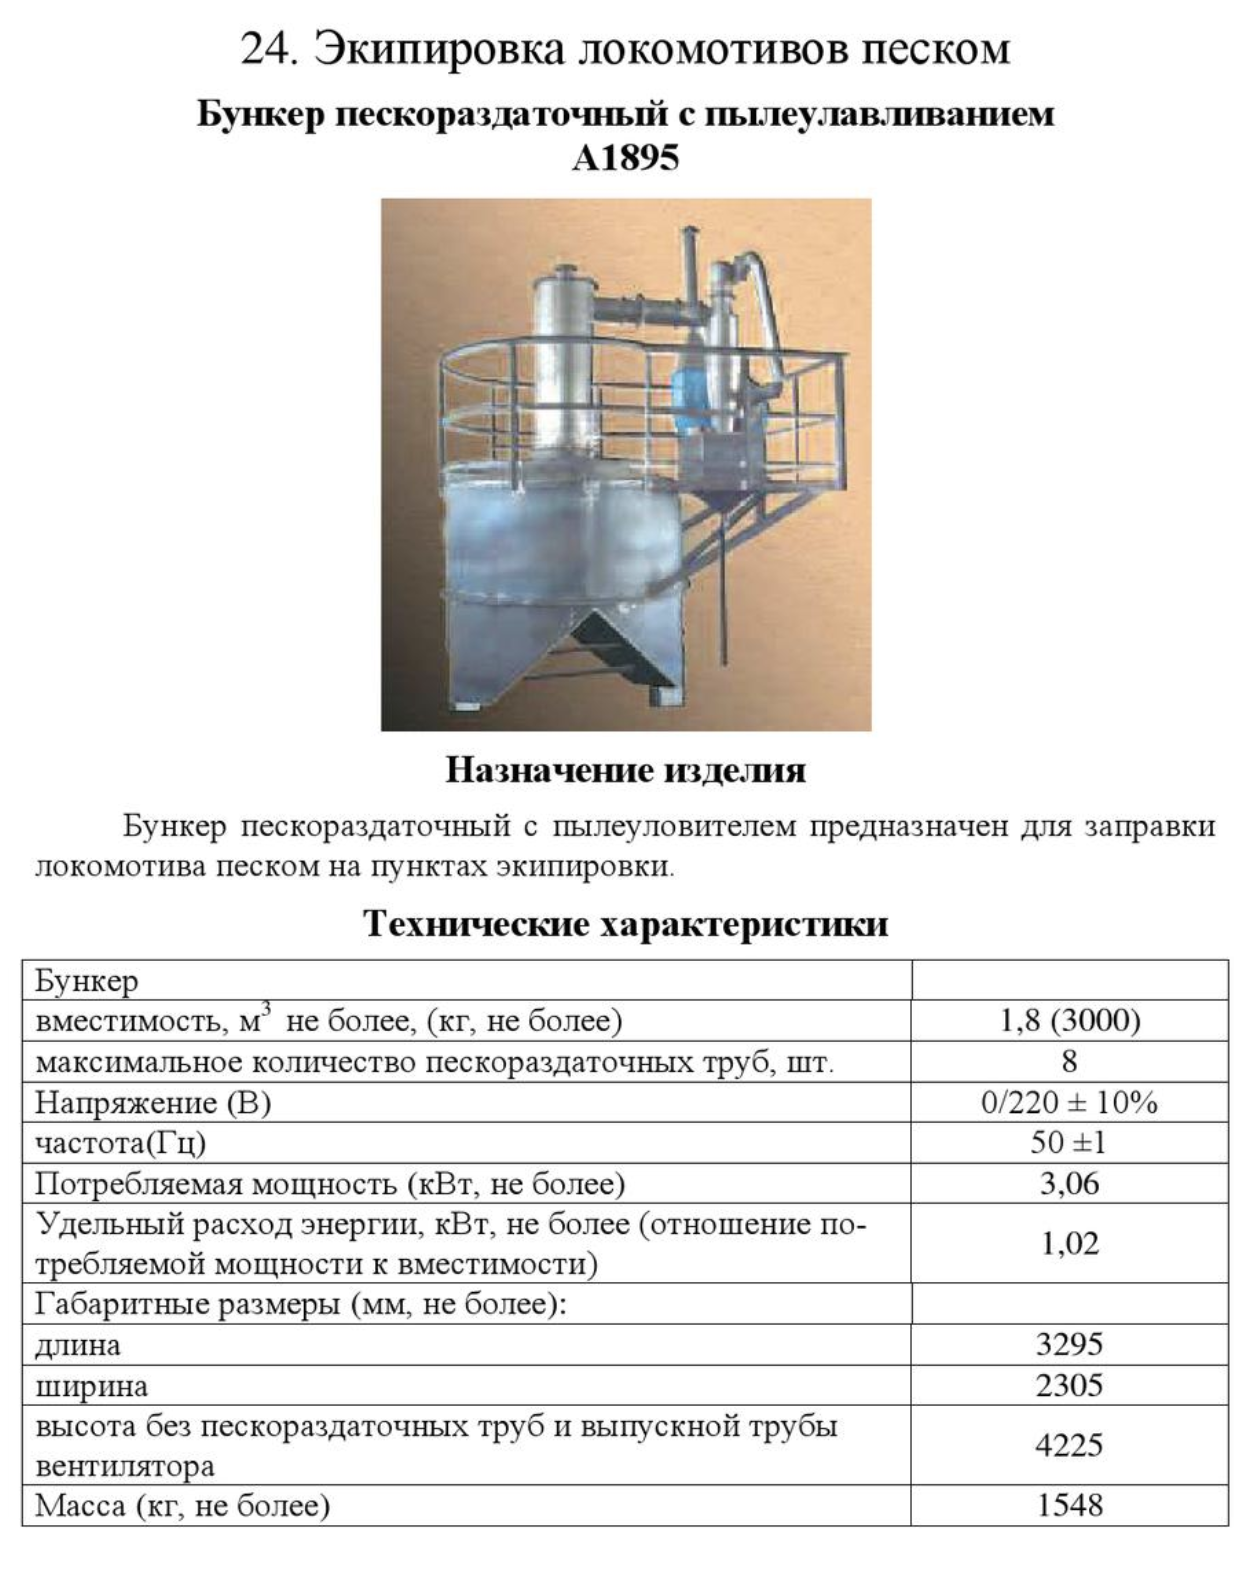 24. Экипировка локомотивов песком
Бункер пескораздаточный с пылеулавливанием
А1895
Назначение изделия
Бункер пескораздаточный с пылеуловителем предназначен для заправки
локомотива песком на пунктах экипировки.
Технические характеристики
Бункер
вместимость, м³ не более, (кг, не более) 1,8 (3000)
максимальное количество пескораздаточных труб, шт. 8
Напряжение (В) 0/220 ± 10%
частота(Гц) 50 ±1
Потребляемая мощность (кВт, не более) 3,06
Удельный расход энергии, кВт, не более (отношение по-
требляемой мощности к вместимости) 1,02
Габаритные размеры (мм, не более):
длина 3295
ширина 2305
высота без пескораздаточных труб и выпускной трубы
вентилятора 4225
Масса (кг, не более) 1548